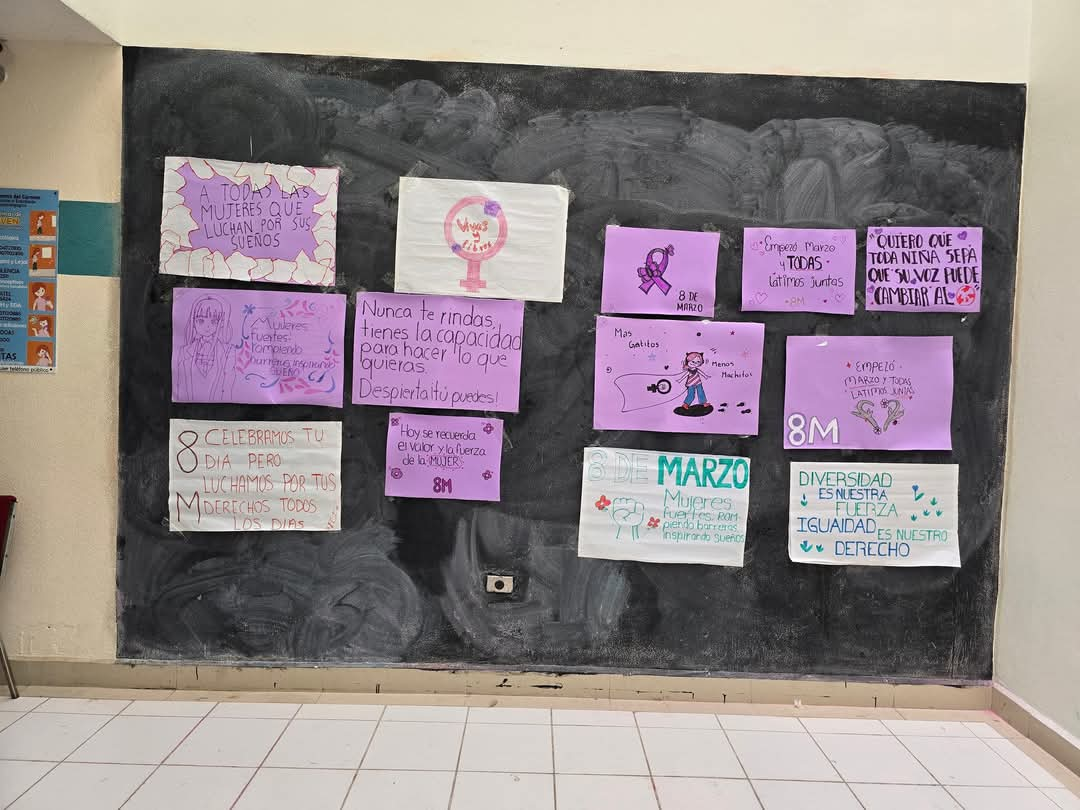 A TODAS LAS
MUJERES QUE
LUCHAN POR SUS
SUEÑOS
Vivas
y
libres
8 DE
MARZO
Empezó Marzo
y TODAS
latimos juntas
8M
"QUIERO QUE
TODA NIÑA SEPA
QUE SU VOZ PUEDE
CAMBIAR AL
Mujeres
fuertes:
rompiendo
barreras, inspirando
SUEÑO
Nunca te rindas,
tienes la capacidad
para hacer lo que
quieras.
Despierta tú puedes!
Mas
Gatitos
Menos
Machitos
EMPEZÓ
MARZO Y TODAS
LATIMOS JUNTAS
8M
8 CELEBRAMOS TU
DIA PERO
LUCHAMOS POR TUS
M DERECHOS TODOS
LOS DIAS
Hoy se recuerda
el valor y la fuerza
de la MUJER
8M
8 DE MARZO
Mujeres
fuertes: Rom-
piendo barreras,
Inspirando sueños
DIVERSIDAD
ES NUESTRA
FUERZA
IGUAIDAD ES NUESTRO
DERECHO